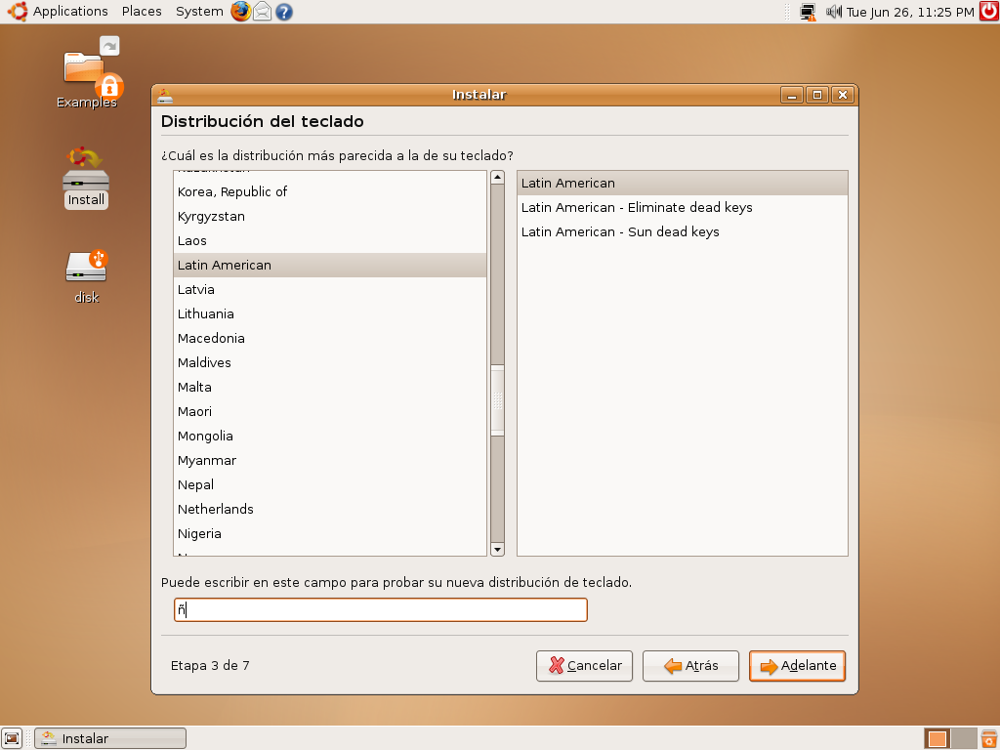 Applications Places System
Tue Jun 26, 11:25 PM
Examples
Install
disk
Instalar
Distribución del teclado
¿Cuál es la distribución más parecida a la de su teclado?
Kazakhstan
Korea, Republic of
Kyrgyzstan
Laos
Latin American
Latvia
Lithuania
Macedonia
Maldives
Malta
Maori
Mongolia
Myanmar
Nepal
Netherlands
Nigeria
Latin American
Latin American - Eliminate dead keys
Latin American - Sun dead keys
Puede escribir en este campo para probar su nueva distribución de teclado.
ñ
Etapa 3 de 7
Cancelar
Atrás
Adelante
Instalar